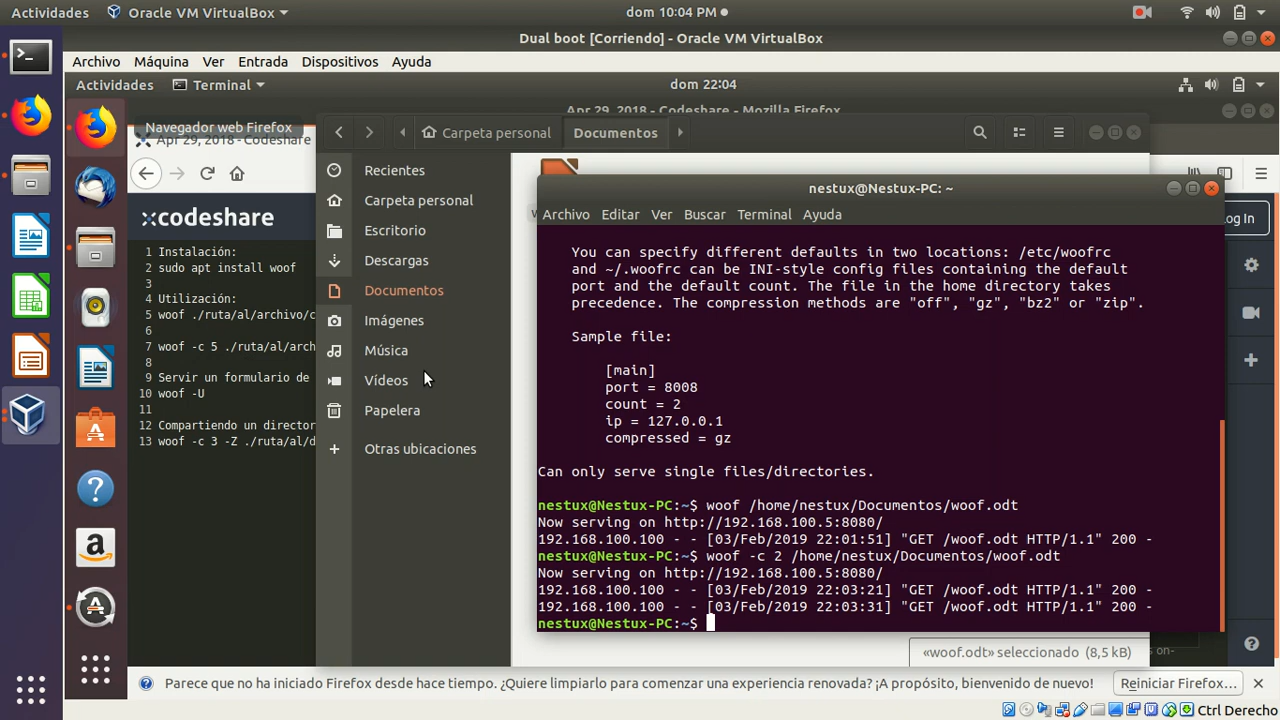 Actividades
Oracle VM VirtualBox
dom 10:04 PM
Dual boot [Corriendo] - Oracle VM VirtualBox
Archivo Máquina Ver Entrada Dispositivos Ayuda
Actividades
Terminal
dom 22:04
Apr 29, 2018 - Codeshare - Mozilla Firefox
Navegador web Firefox
Apr 29, 2018 - Codeshare
Carpeta personal
Documentos
codeshare
Log In
1 Instalación:
2 sudo apt install woof
3
4 Utilización:
5 woof ./ruta/al/archivo/c
6
7 woof -c 5 ./ruta/al/arch
8
9 Servir un formulario de
10 woof -U
11
12 Compartiendo un director
13 woof -c 3 -Z ./ruta/al/d
Recientes
Carpeta personal
Escritorio
Descargas
Documentos
Imágenes
Música
Vídeos
Papelera
Otras ubicaciones
nestux@Nestux-PC: ~
Archivo Editar Ver Buscar Terminal Ayuda
You can specify different defaults in two locations: /etc/woofrc
and ~/.woofrc can be INI-style config files containing the default
port and the default count. The file in the home directory takes
precedence. The compression methods are "off", "gz", "bz2" or "zip".
Sample file:
[main]
port = 8008
count = 2
ip = 127.0.0.1
compressed = gz
Can only serve single files/directories.
nestux@Nestux-PC:~$ woof /home/nestux/Documentos/woof.odt
Now serving on http://192.168.100.5:8080/
192.168.100.100 - - [03/Feb/2019 22:01:51] "GET /woof.odt HTTP/1.1" 200 -
nestux@Nestux-PC:~$ woof -c 2 /home/nestux/Documentos/woof.odt
Now serving on http://192.168.100.5:8080/
192.168.100.100 - - [03/Feb/2019 22:03:21] "GET /woof.odt HTTP/1.1" 200 -
192.168.100.100 - - [03/Feb/2019 22:03:31] "GET /woof.odt HTTP/1.1" 200 -
nestux@Nestux-PC:~$
«woof.odt» seleccionado (8,5 kB)
Parece que no ha iniciado Firefox desde hace tiempo. ¿Quiere limpiarlo para comenzar una experiencia renovada? ¡A propósito, bienvenido de nuevo!
Reiniciar Firefox…
Ctrl Derecho